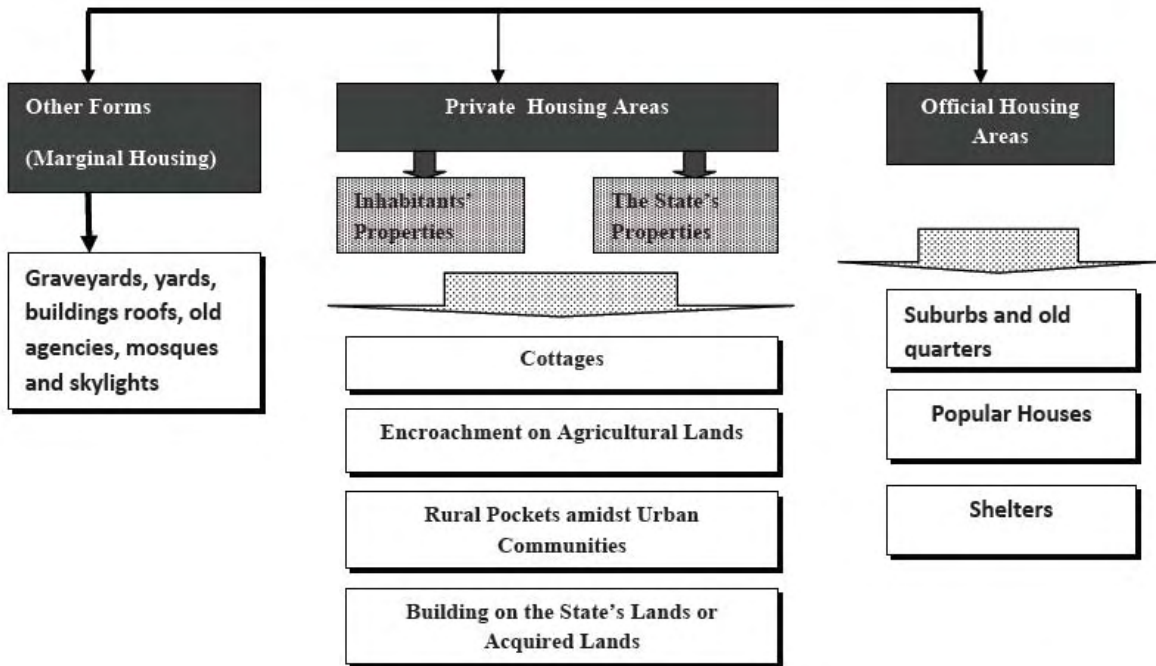 Other Forms
(Marginal Housing)
Graveyards, yards,
buildings roofs, old
agencies, mosques
and skylights
Private Housing Areas
Inhabitants'
Properties
The State's
Properties
Cottages
Encroachment on Agricultural Lands
Rural Pockets amidst Urban
Communities
Building on the State's Lands or
Acquired Lands
Official Housing
Areas
Suburbs and old
quarters
Popular Houses
Shelters